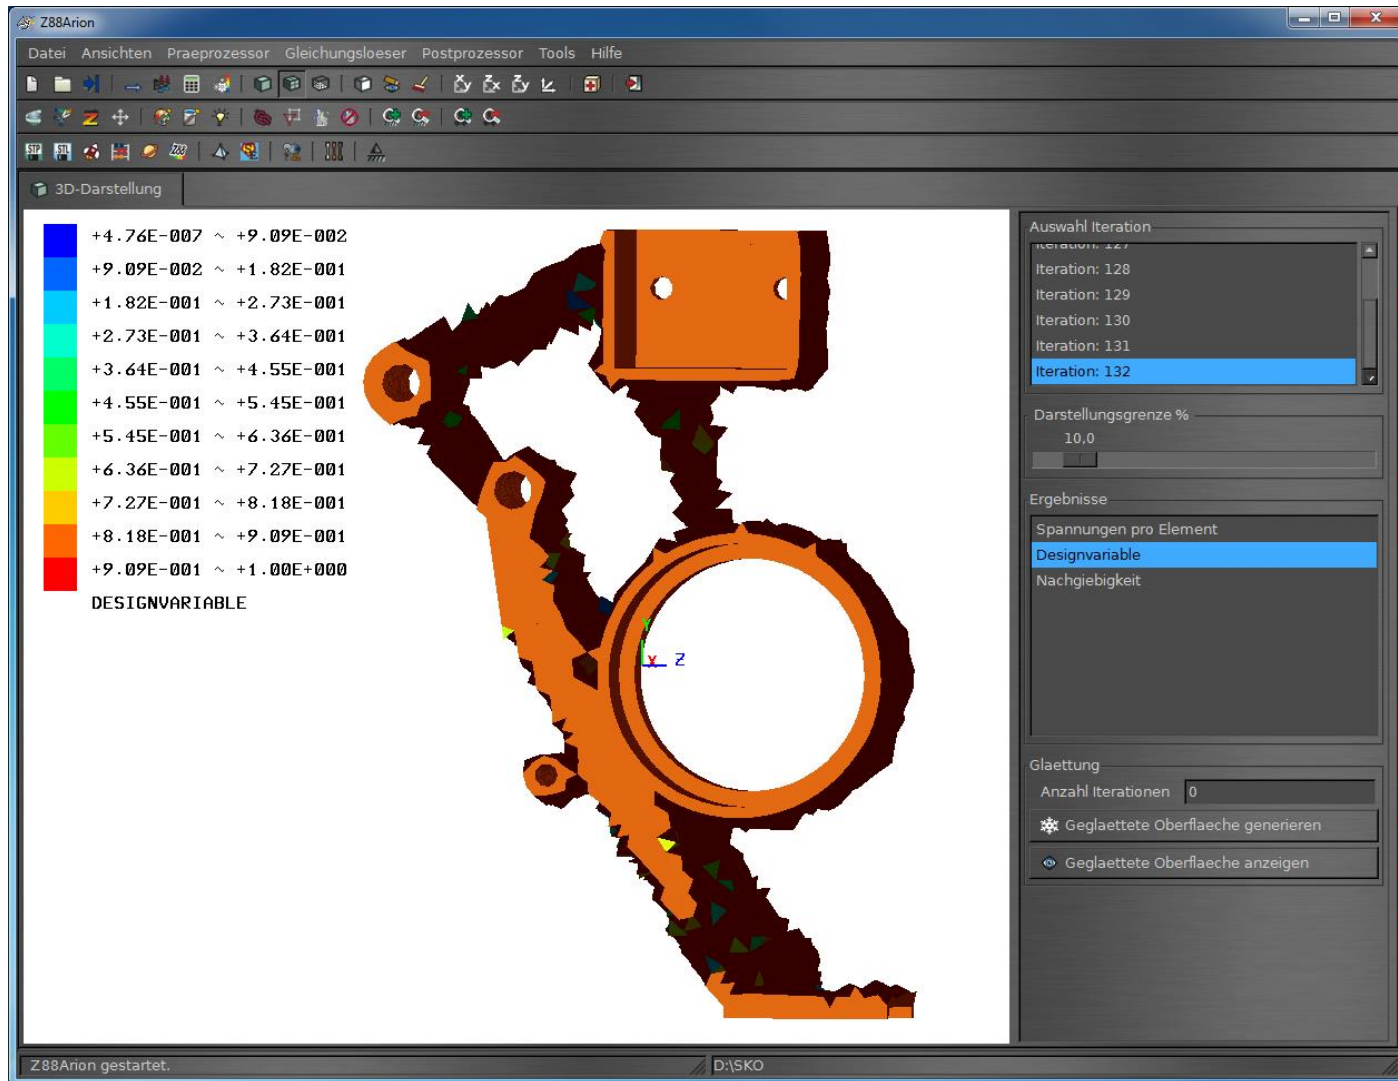 Z88Arion
Datei Ansichten Praeprozessor Gleichungsloeser Postprozessor Tools Hilfe
3D-Darstellung
+4.76E-007 ~ +9.09E-002
+9.09E-002 ~ +1.82E-001
+1.82E-001 ~ +2.73E-001
+2.73E-001 ~ +3.64E-001
+3.64E-001 ~ +4.55E-001
+4.55E-001 ~ +5.45E-001
+5.45E-001 ~ +6.36E-001
+6.36E-001 ~ +7.27E-001
+7.27E-001 ~ +8.18E-001
+8.18E-001 ~ +9.09E-001
+9.09E-001 ~ +1.00E+000
DESIGNVARIABLE
Y
X Z
Auswahl Iteration
Iteration: 127
Iteration: 128
Iteration: 129
Iteration: 130
Iteration: 131
Iteration: 132
Darstellungsgrenze %
10,0
Ergebnisse
Spannungen pro Element
Designvariable
Nachgiebigkeit
Glaettung
Anzahl Iterationen 0
Geglaettete Oberflaeche generieren
Geglaettete Oberflaeche anzeigen
Z88Arion gestartet.
D:\SKO